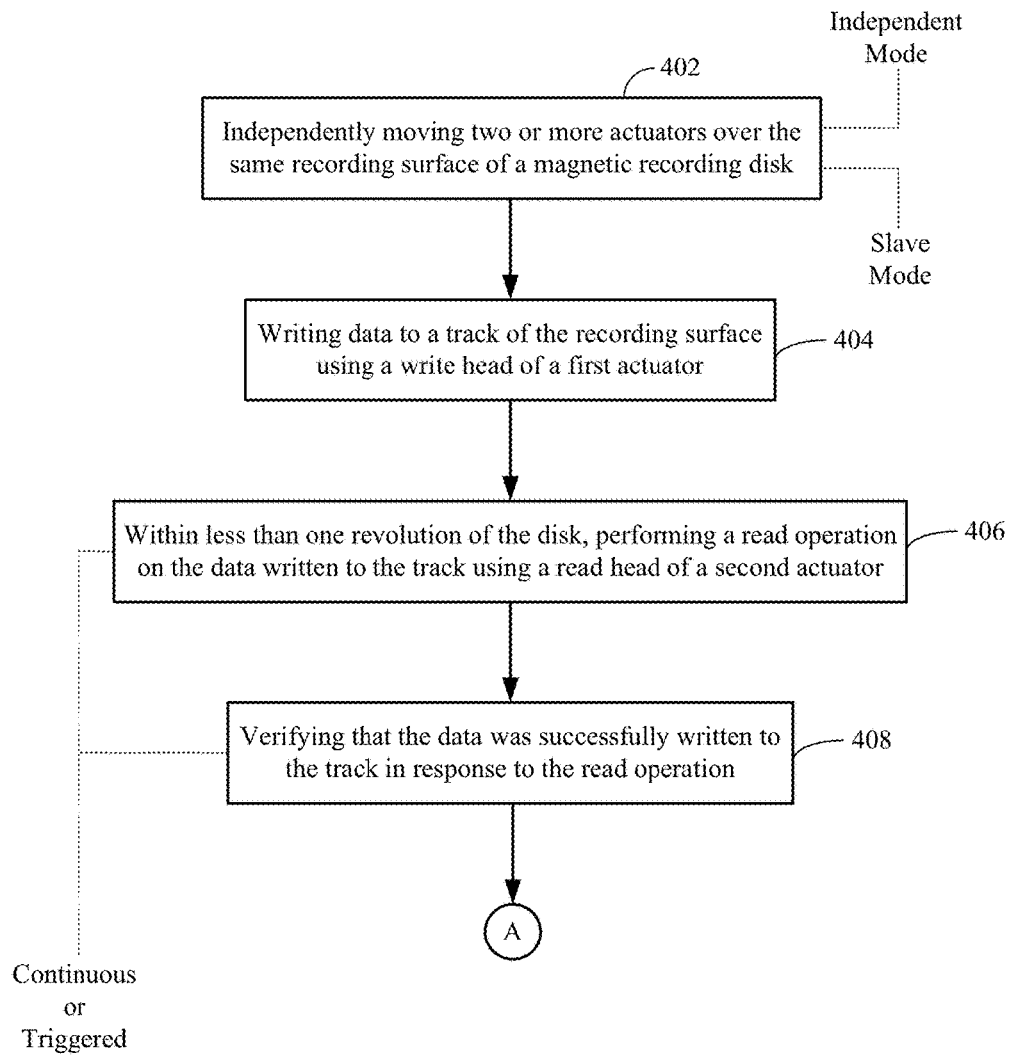 Independent
Mode
402
Independently moving two or more actuators over the
same recording surface of a magnetic recording disk
Slave
Mode
Writing data to a track of the recording surface
using a write head of a first actuator
404
Within less than one revolution of the disk, performing a read operation
on the data written to the track using a read head of a second actuator
406
Verifying that the data was successfully written to
the track in response to the read operation
408
A
Continuous
or
Triggered